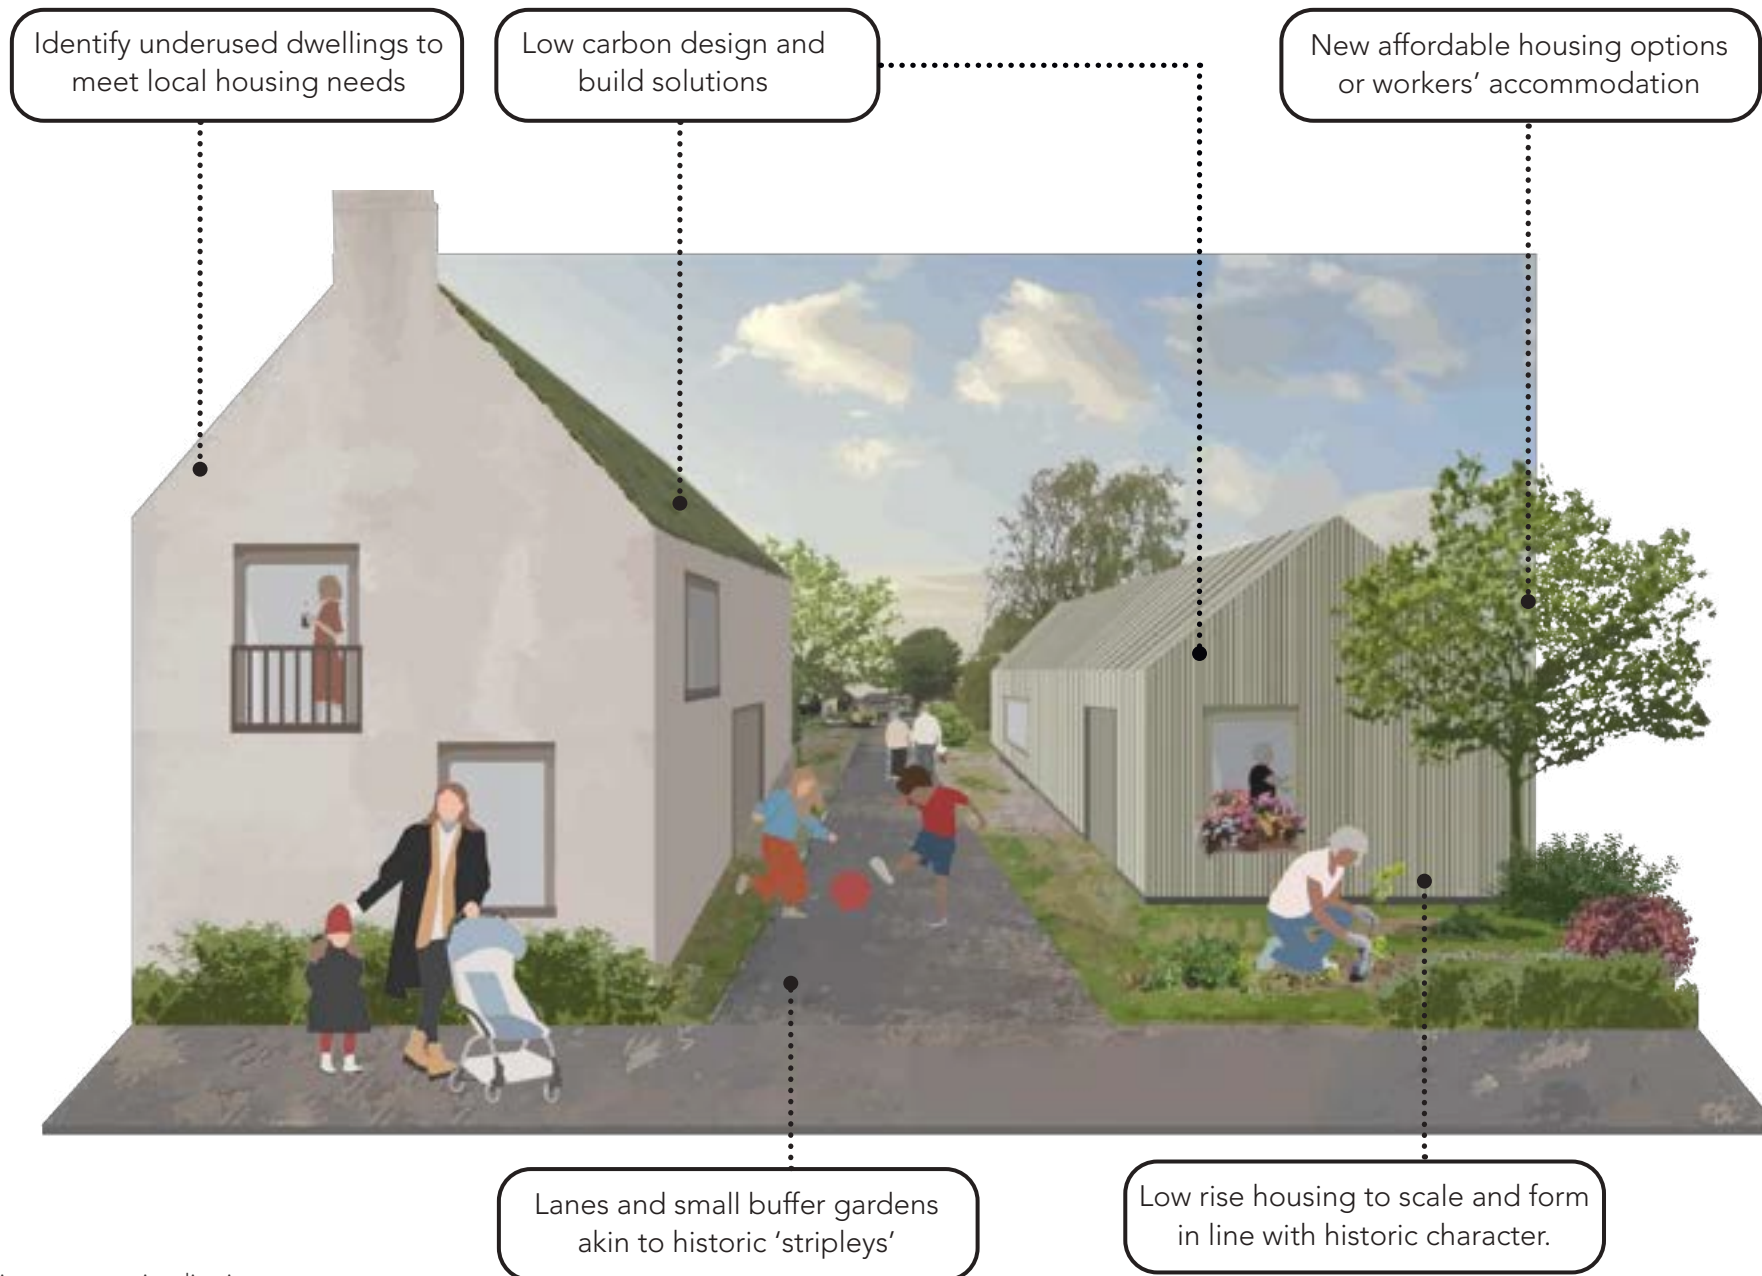 Identify underused dwellings to
meet local housing needs
Low carbon design and
build solutions
New affordable housing options
or workers' accommodation
Lanes and small buffer gardens
akin to historic 'stripleys'
Low rise housing to scale and form
in line with historic character.